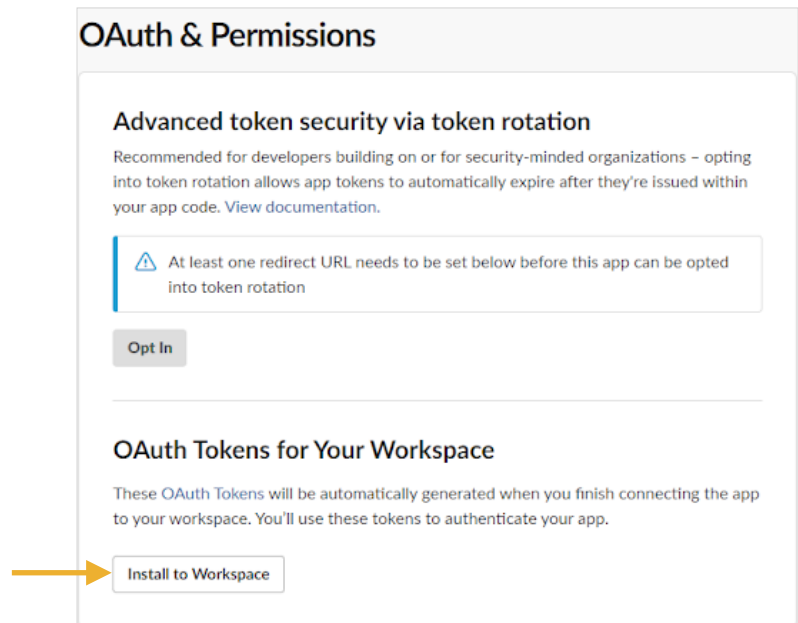 OAuth & Permissions
Advanced token security via token rotation
Recommended for developers building on or for security-minded organizations – opting
into token rotation allows app tokens to automatically expire after they're issued within
your app code. View documentation.
At least one redirect URL needs to be set below before this app can be opted
into token rotation
Opt In
OAuth Tokens for Your Workspace
These OAuth Tokens will be automatically generated when you finish connecting the app
to your workspace. You'll use these tokens to authenticate your app.
Install to Workspace